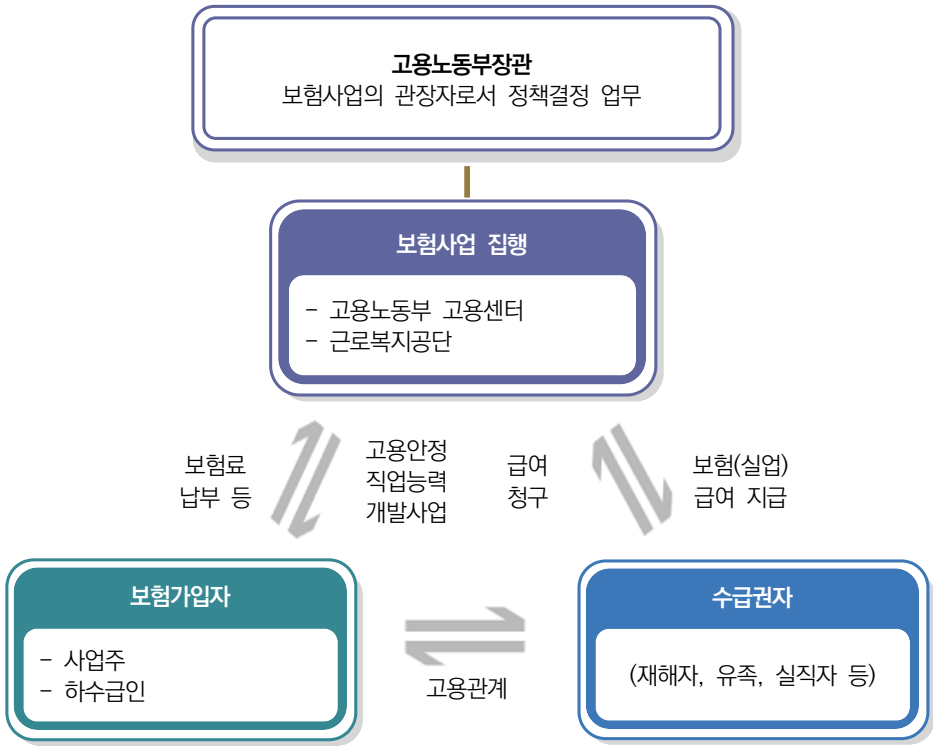 고용노동부장관
보험사업의 관장자로서 정책결정 업무
보험사업 집행
- 고용노동부 고용센터
- 근로복지공단
보험료
납부 등
고용안정
직업능력
개발사업
급여
청구
보험(실업)
급여 지급
보험가입자
- 사업주
- 하수급인
고용관계
수급권자
(재해자, 유족, 실직자 등)